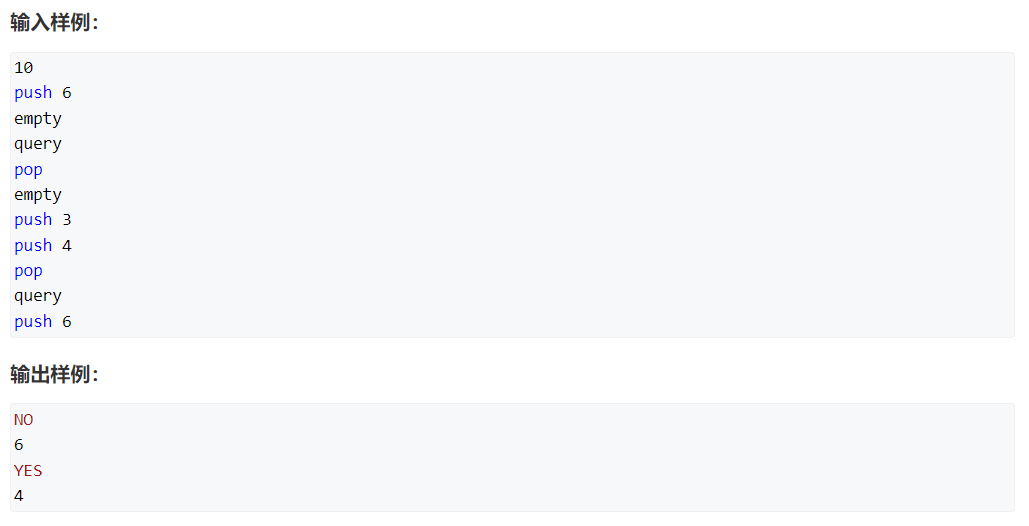 输入样例：
10
push 6
empty
query
pop
empty
push 3
push 4
pop
query
push 6
输出样例：
NO
6
YES
4